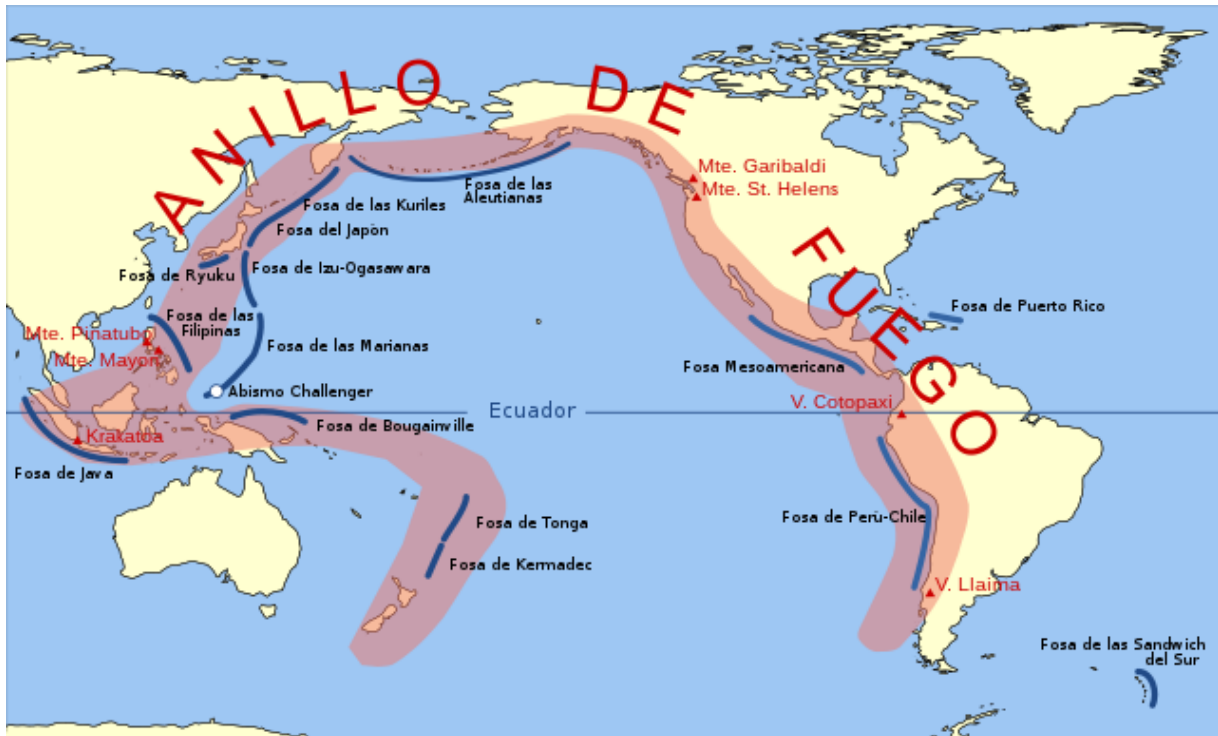 ANILLO DE FUEGO
Mte. Garibaldi
Mte. St. Helens
Fosa de las
Aleutianas
Fosa de las Kuriles
Fosa del Japòn
Fosa de Izu-Ogasawara
Fosa de Ryuku
Fosa de las
Filipinas
Mte. Pinatubo
Mte. Mayon
Fosa de las Marianas
Abismo Challenger
Fosa de Puerto Rico
Fosa Mesoamericana
V. Cotopaxi
Ecuador
Fosa de Bougainville
Krakatoa
Fosa de Java
Fosa de Tonga
Fosa de Kermadec
Fosa de Perù-Chile
V. Llaima
Fosa de las Sandwich
del Sur